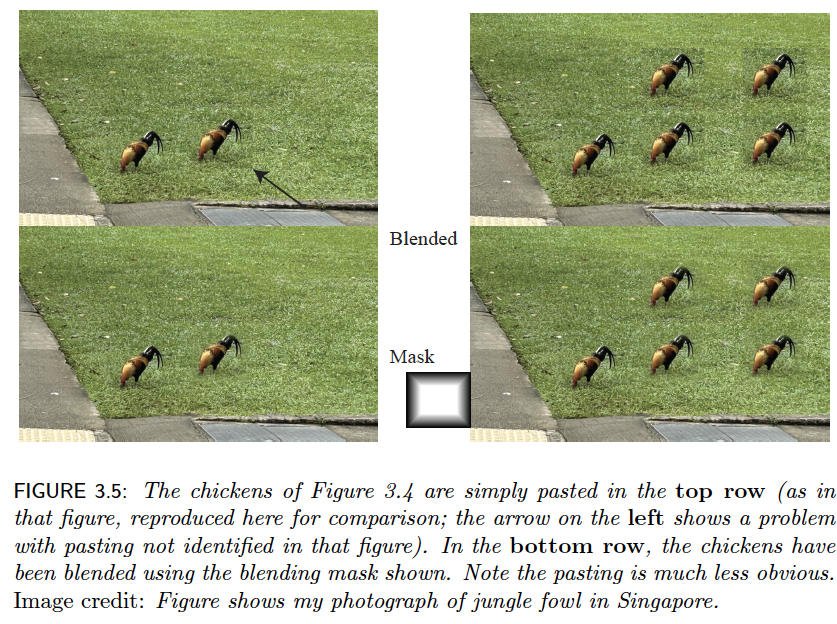 Blended
Mask
FIGURE 3.5: The chickens of Figure 3.4 are simply pasted in the top row (as in
that figure, reproduced here for comparison; the arrow on the left shows a problem
with pasting not identified in that figure). In the bottom row, the chickens have
been blended using the blending mask shown. Note the pasting is much less obvious.
Image credit: Figure shows my photograph of jungle fowl in Singapore.